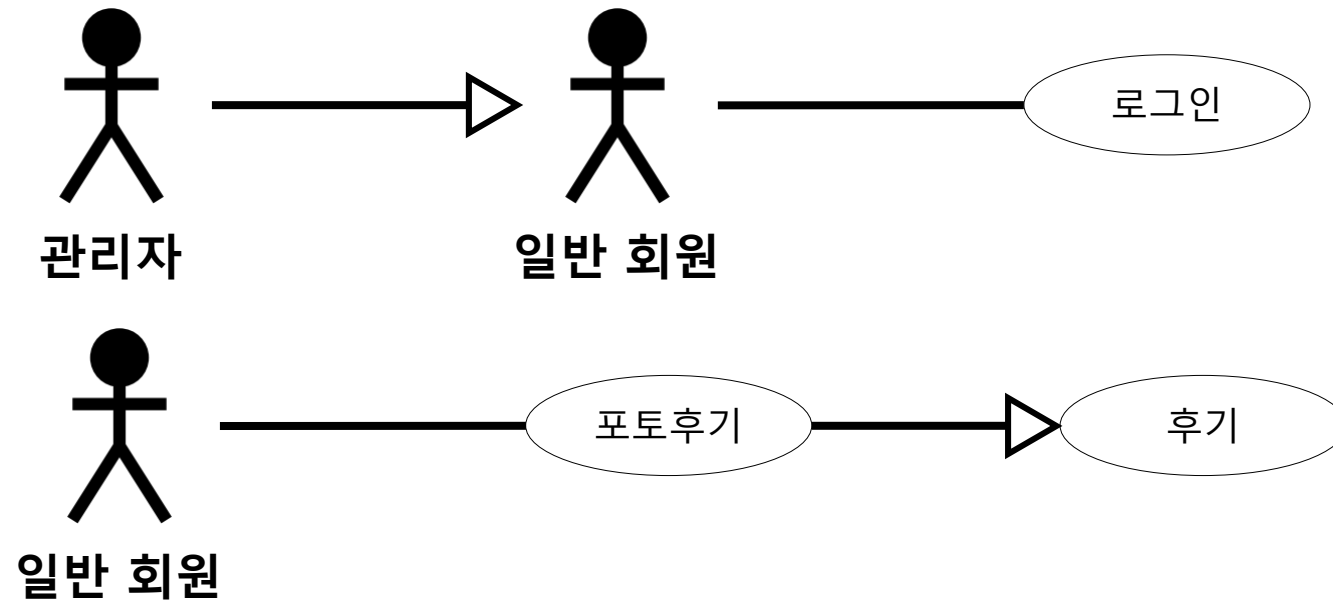 로그인
관리자
일반 회원
포토후기
후기
일반 회원